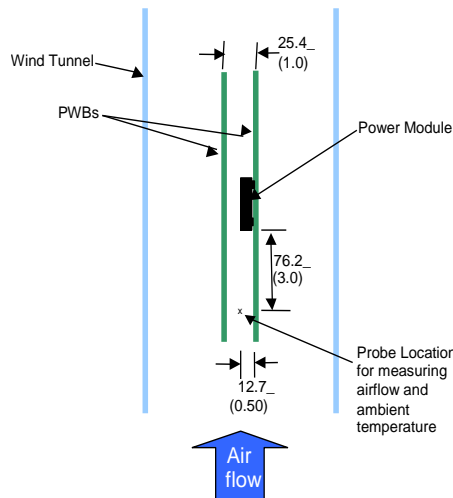 25.4_
(1.0)
Wind Tunnel
PWBs
Power Module
76.2_
(3.0)
x
Probe Location
for measuring
airflow and
ambient
temperature
12.7_
(0.50)
Air
flow